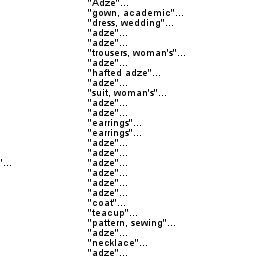 "Adze"...
"gown, academic"...
"dress, wedding"...
"adze"...
"adze"...
"trousers, woman's"...
"adze"...
"hafted adze"...
"adze"...
"suit, woman's"...
"adze"...
"adze"...
"earrings"...
"earrings"...
"adze"...
"adze"...
"... "adze"...
"adze"...
"adze"...
"adze"...
"coat"...
"teacup"...
"pattern, sewing"...
"adze"...
"necklace"...
"adze"...